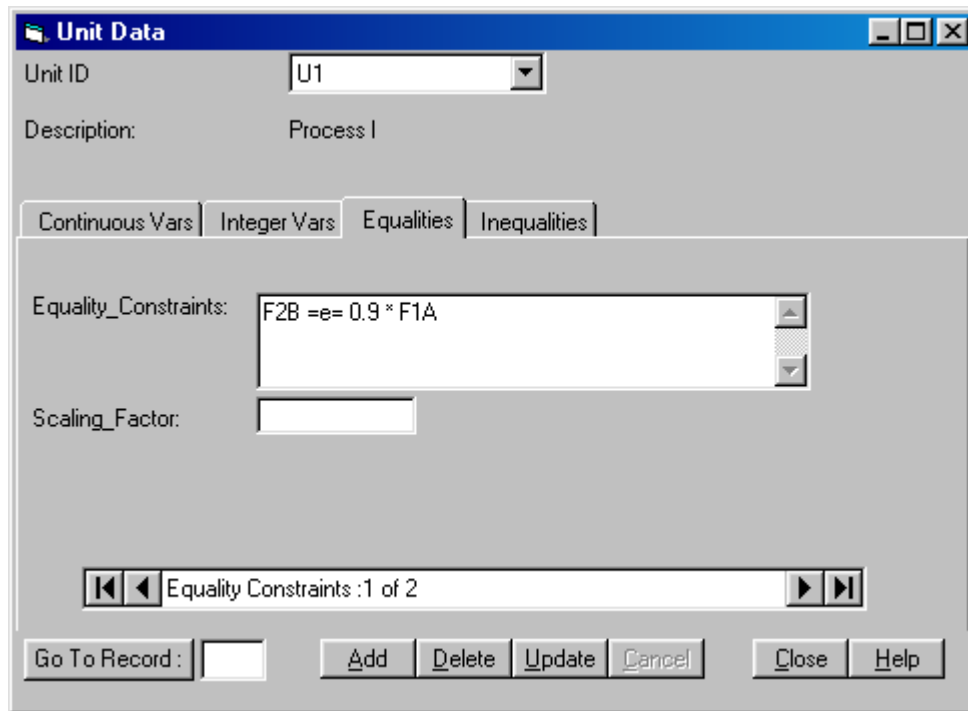 Unit Data
Unit ID U1
Description: Process I
Continuous Vars Integer Vars Equalities Inequalities
Equality_Constraints: F2B =e= 0.9 * F1A
Scaling_Factor:
Equality Constraints :1 of 2
Go To Record : Add Delete Update Cancel Close Help